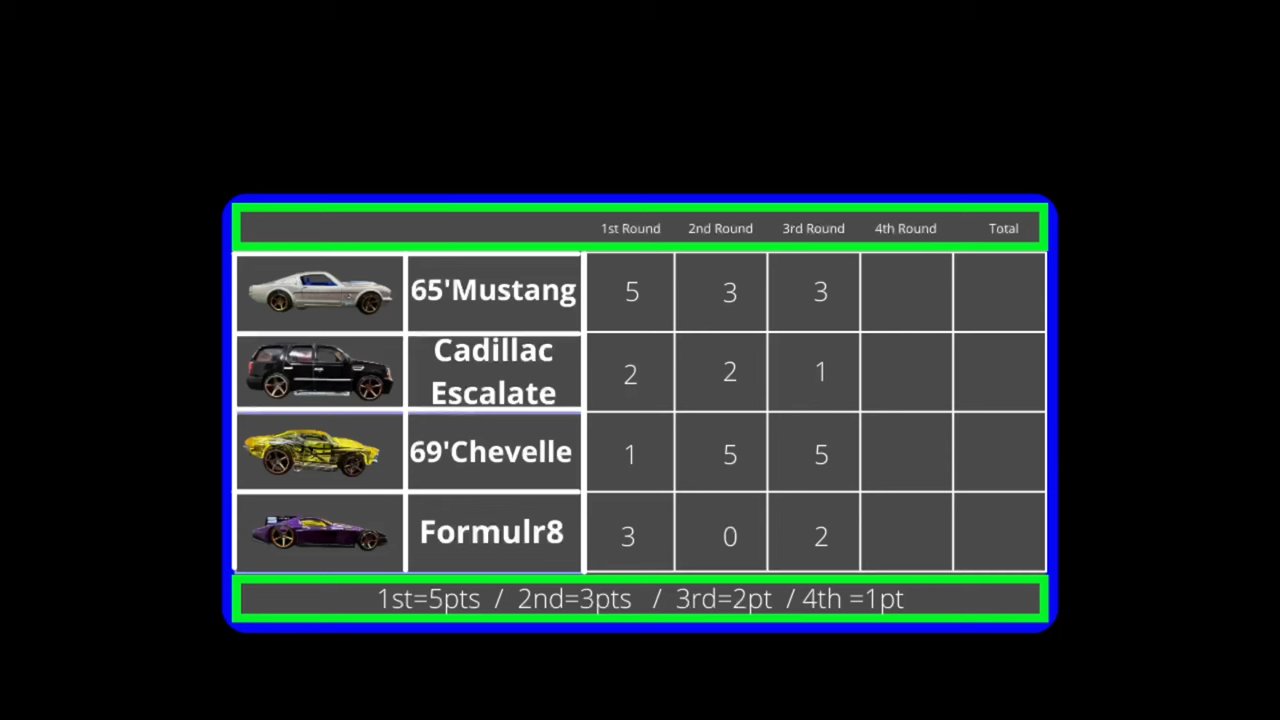 1st Round 2nd Round 3rd Round 4th Round Total
65'Mustang 5 3 3
Cadillac
Escalate 2 2 1
69'Chevelle 1 5 5
Formulr8 3 0 2
1st=5pts / 2nd=3pts / 3rd=2pt / 4th =1pt